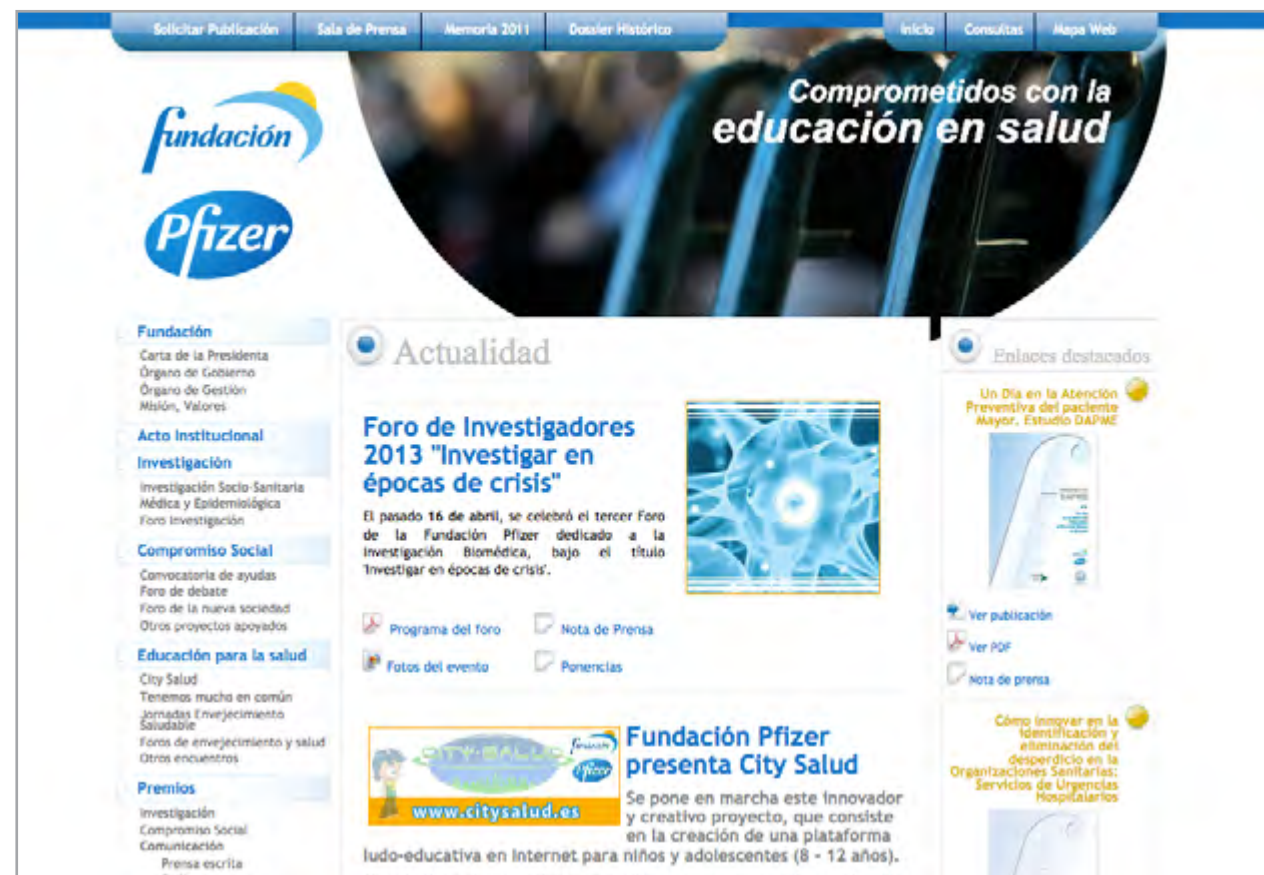 Solicitar Publicación
Sala de Prensa
Memoria 2011
Dossier Histórico
Inicio
Consultas
Mapa Web
Comprometidos con la
educación en salud
fundación
Pfizer
Fundación
Carta de la Presidenta
Órgano de Gobierno
Órgano de Gestión
Misión, Valores
Acto Institucional
Investigación
Investigación Socio-Sanitaria
Médica y Epidemiológica
Foro Investigación
Compromiso Social
Convocatoria de ayudas
Foro de debate
Foro de la nueva sociedad
Otros proyectos apoyados
Educación para la salud
City Salud
Tenemos mucho en común
Jornadas Envejecimiento
Saludable
Foros de envejecimiento y salud
Otros encuentros
Premios
Investigación
Compromiso Social
Comunicación
Prensa escrita
Actualidad
Foro de Investigadores
2013 "Investigar en
épocas de crisis"
El pasado 16 de abril, se celebró el tercer Foro
de la Fundación Pfizer dedicado a la
Investigación Biomédica, bajo el título
'Investigar en épocas de crisis'.
Programa del foro
Nota de Prensa
Fotos del evento
Ponencias
CITY-SALUD
fundación
Pfizer
www.citysalud.es
Fundación Pfizer
presenta City Salud
Se pone en marcha este innovador
y creativo proyecto, que consiste
en la creación de una plataforma
ludo-educativa en Internet para niños y adolescentes (8 - 12 años).
Enlaces destacados
Un Día en la Atención
Preventiva del paciente
Mayor. Estudio DAPME
Ver publicación
Ver PDF
Nota de prensa
Cómo innovar en la
identificación y
eliminación del
desperdicio en la
Organizaciones Sanitarias:
Servicios de Urgencias
Hospitalarios